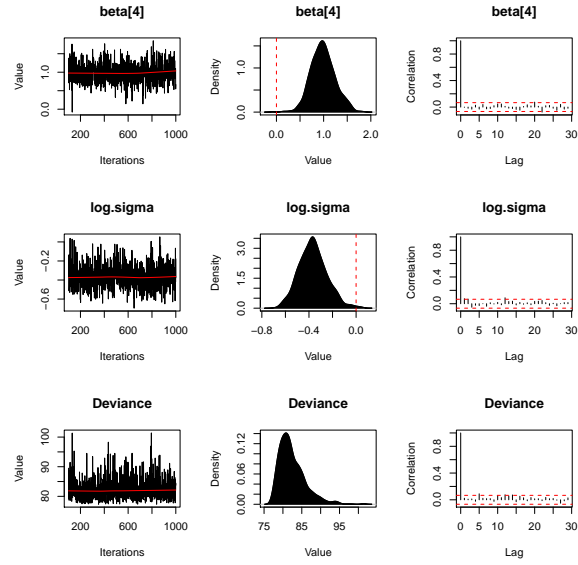 beta[4] beta[4] beta[4]
Value 0.0 1.0
200 600 1000
Iterations
Density 0.0 1.0
0.0 1.0 2.0
Value
Correlation 0.0 0.4 0.8
0 5 10 20 30
Lag
log.sigma log.sigma log.sigma
Value −0.6 −0.2
200 600 1000
Iterations
Density 0.0 1.5 3.0
−0.8 −0.4 0.0
Value
Correlation 0.0 0.4 0.8
0 5 10 20 30
Lag
Deviance Deviance Deviance
Value 80 90 100
200 600 1000
Iterations
Density 0.00 0.06 0.12
75 85 95
Value
Correlation 0.0 0.4 0.8
0 5 10 20 30
Lag